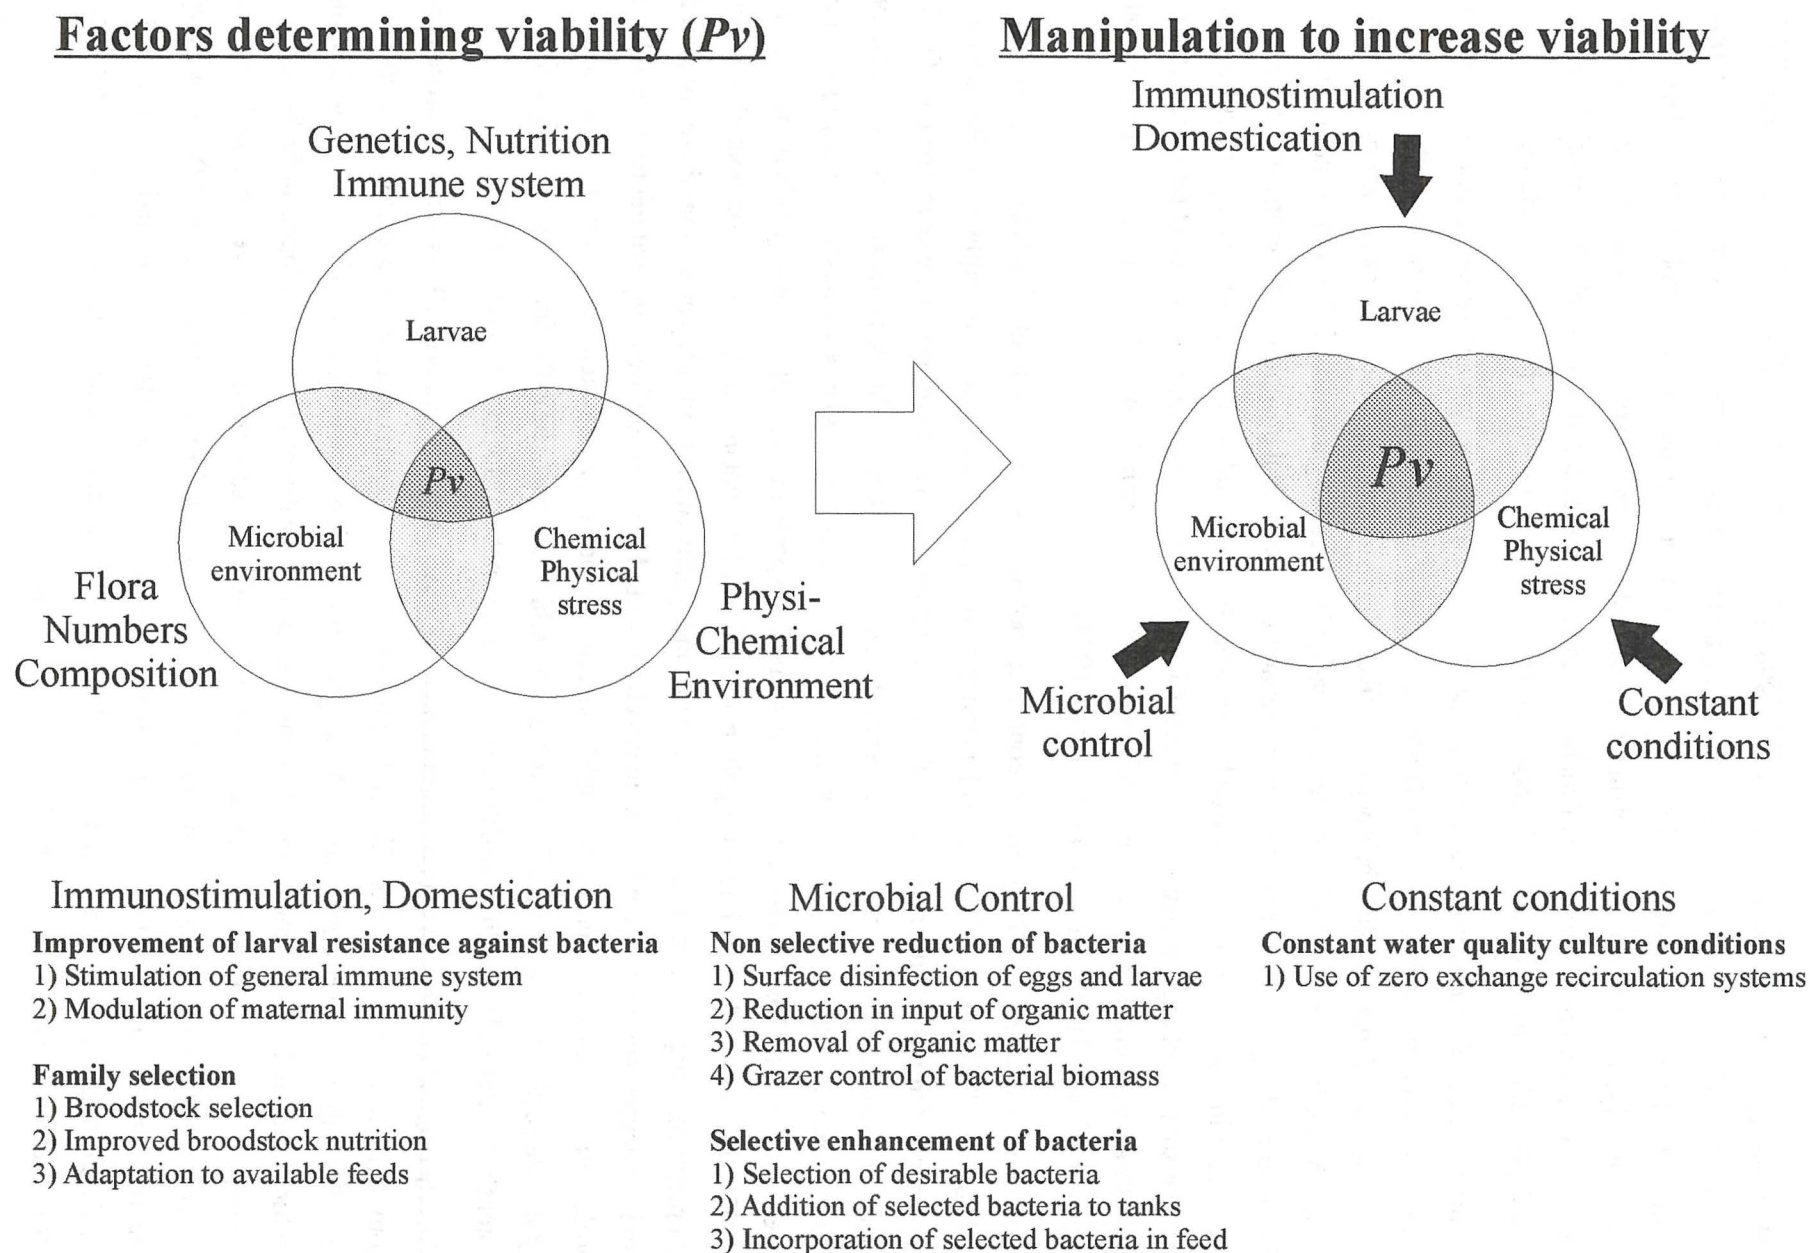 Factors determining viability (Pv)
Genetics, Nutrition
Immune system
Larvae
Pv
Microbial
environment
Chemical
Physical
stress
Flora
Numbers
Composition
Physi-
Chemical
Environment
Manipulation to increase viability
Immunostimulation
Domestication
Larvae
Pv
Microbial
environment
Chemical
Physical
stress
Microbial
control
Constant
conditions
Immunostimulation, Domestication
Improvement of larval resistance against bacteria
1) Stimulation of general immune system
2) Modulation of maternal immunity
Family selection
1) Broodstock selection
2) Improved broodstock nutrition
3) Adaptation to available feeds
Microbial Control
Non selective reduction of bacteria
1) Surface disinfection of eggs and larvae
2) Reduction in input of organic matter
3) Removal of organic matter
4) Grazer control of bacterial biomass
Selective enhancement of bacteria
1) Selection of desirable bacteria
2) Addition of selected bacteria to tanks
3) Incorporation of selected bacteria in feed
Constant conditions
Constant water quality culture conditions
1) Use of zero exchange recirculation systems